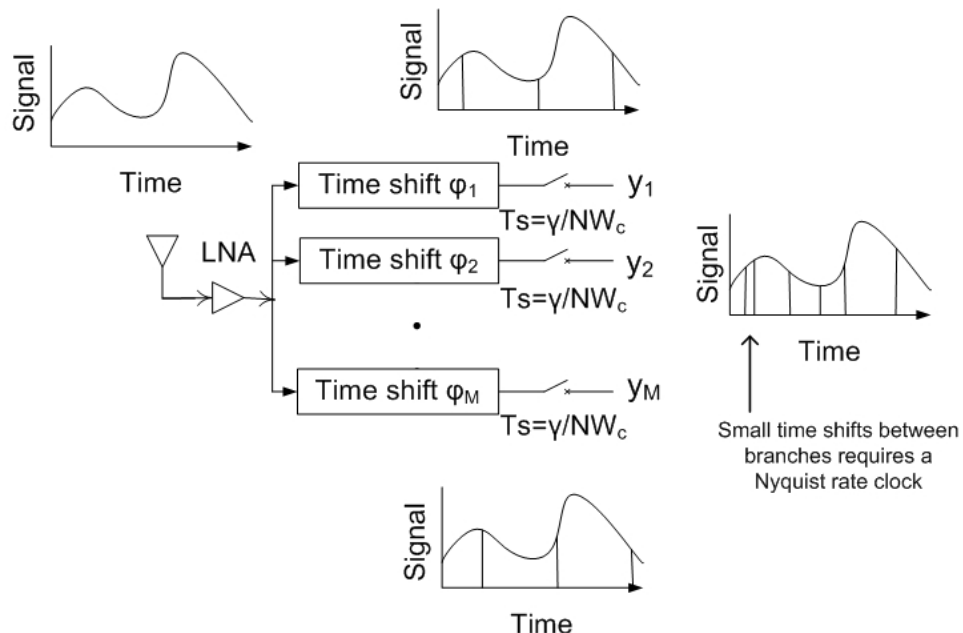 Signal
Time
Signal
Time
LNA
Time shift φ₁
Ts=γ/NW꜀
y₁
Time shift φ₂
Ts=γ/NW꜀
y₂
Time shift φM
Ts=γ/NW꜀
yM
Signal
Time
Small time shifts between
branches requires a
Nyquist rate clock
Signal
Time